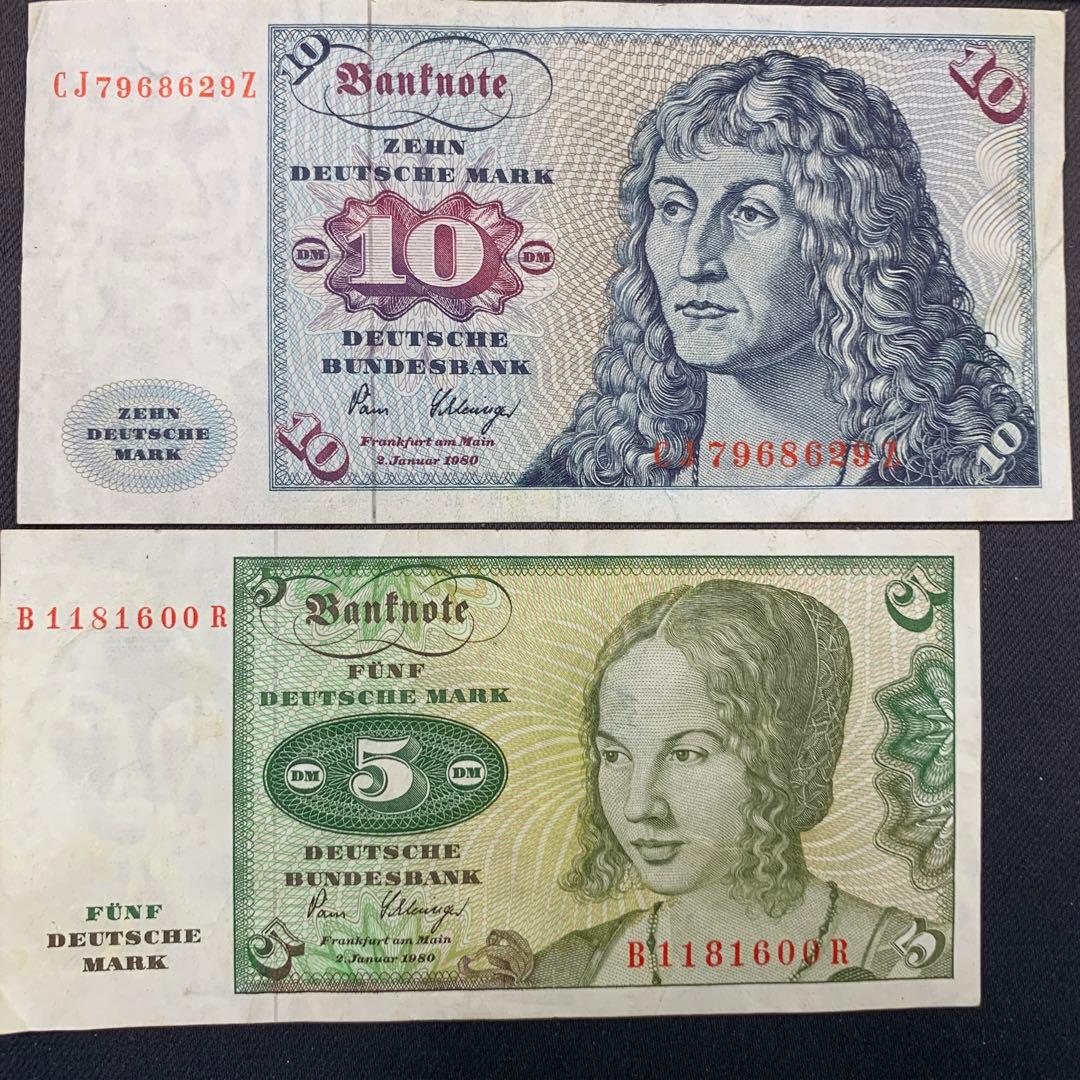 10
10
CJ7968629Z
Banknote
ZEHN
DEUTSCHE MARK
DM 10 DM
DEUTSCHE
BUNDESBANK
Frankfurt am Main
2. Januar 1980
ZEHN
DEUTSCHE
MARK
10
CJ7968629Z
10
5
5
B1181600R
Banknote
FÜNF
DEUTSCHE MARK
DM 5 DM
DEUTSCHE
BUNDESBANK
Frankfurt am Main
2. Januar 1980
FÜNF
DEUTSCHE
MARK
5
B1181600R
5